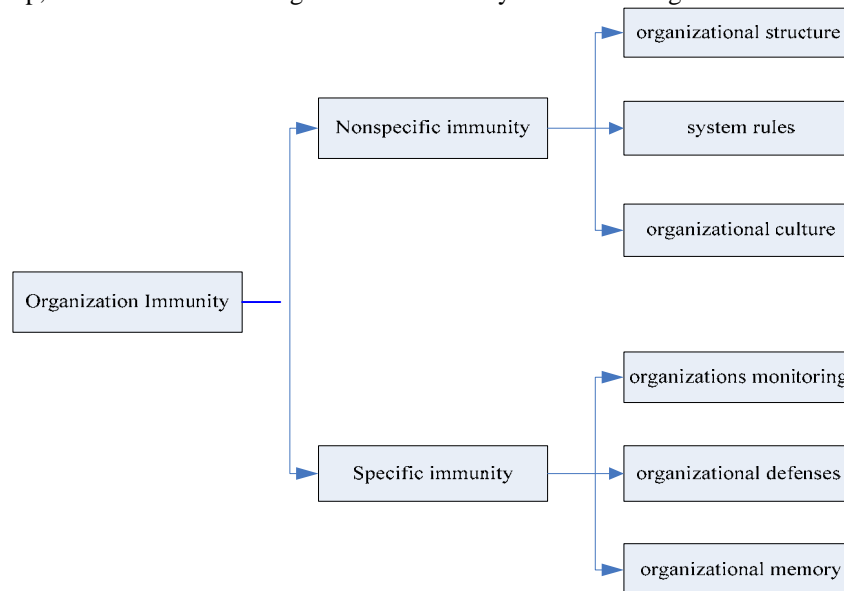 organizational structure
Nonspecific immunity
system rules
organizational culture
Organization Immunity
organizations monitoring
Specific immunity
organizational defenses
organizational memory